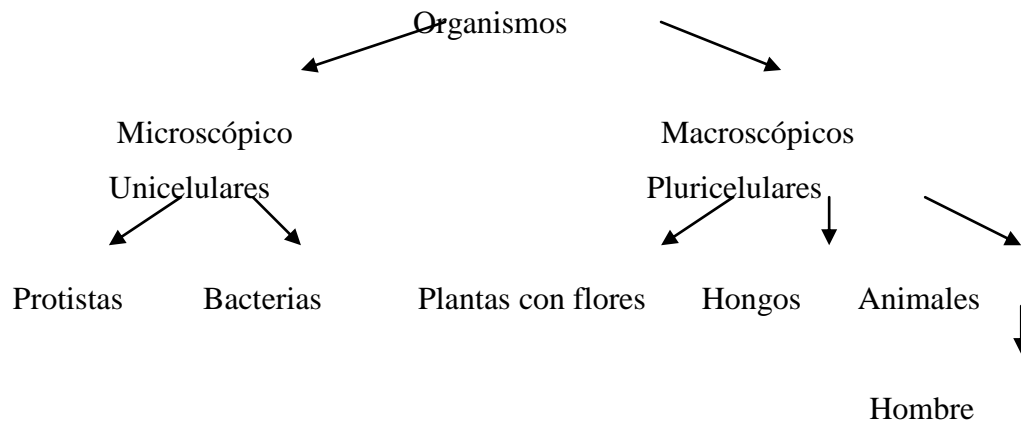 Organismos
Microscópico Macroscópicos
Unicelulares Pluricelulares
Protistas Bacterias Plantas con flores Hongos Animales
Hombre